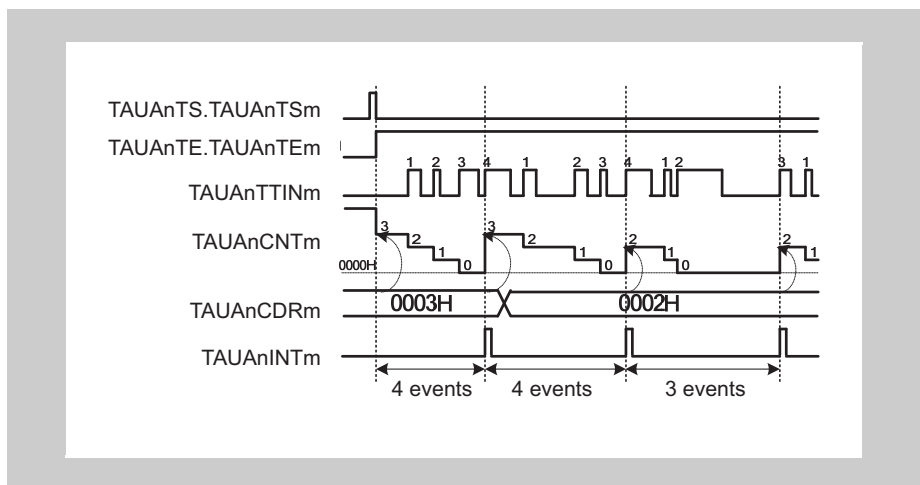 TAUAnTS.TAUAnTSm
TAUAnTE.TAUAnTEm
1 2 3 4 1 2 3 4 1 2 3 1
TAUAnTTINm
3 2 1 0 3 2 1 0 2 1 0 2 1
TAUAnCNTm
0000H
0003H 0002H
TAUAnCDRm
TAUAnINTm
4 events 4 events 3 events